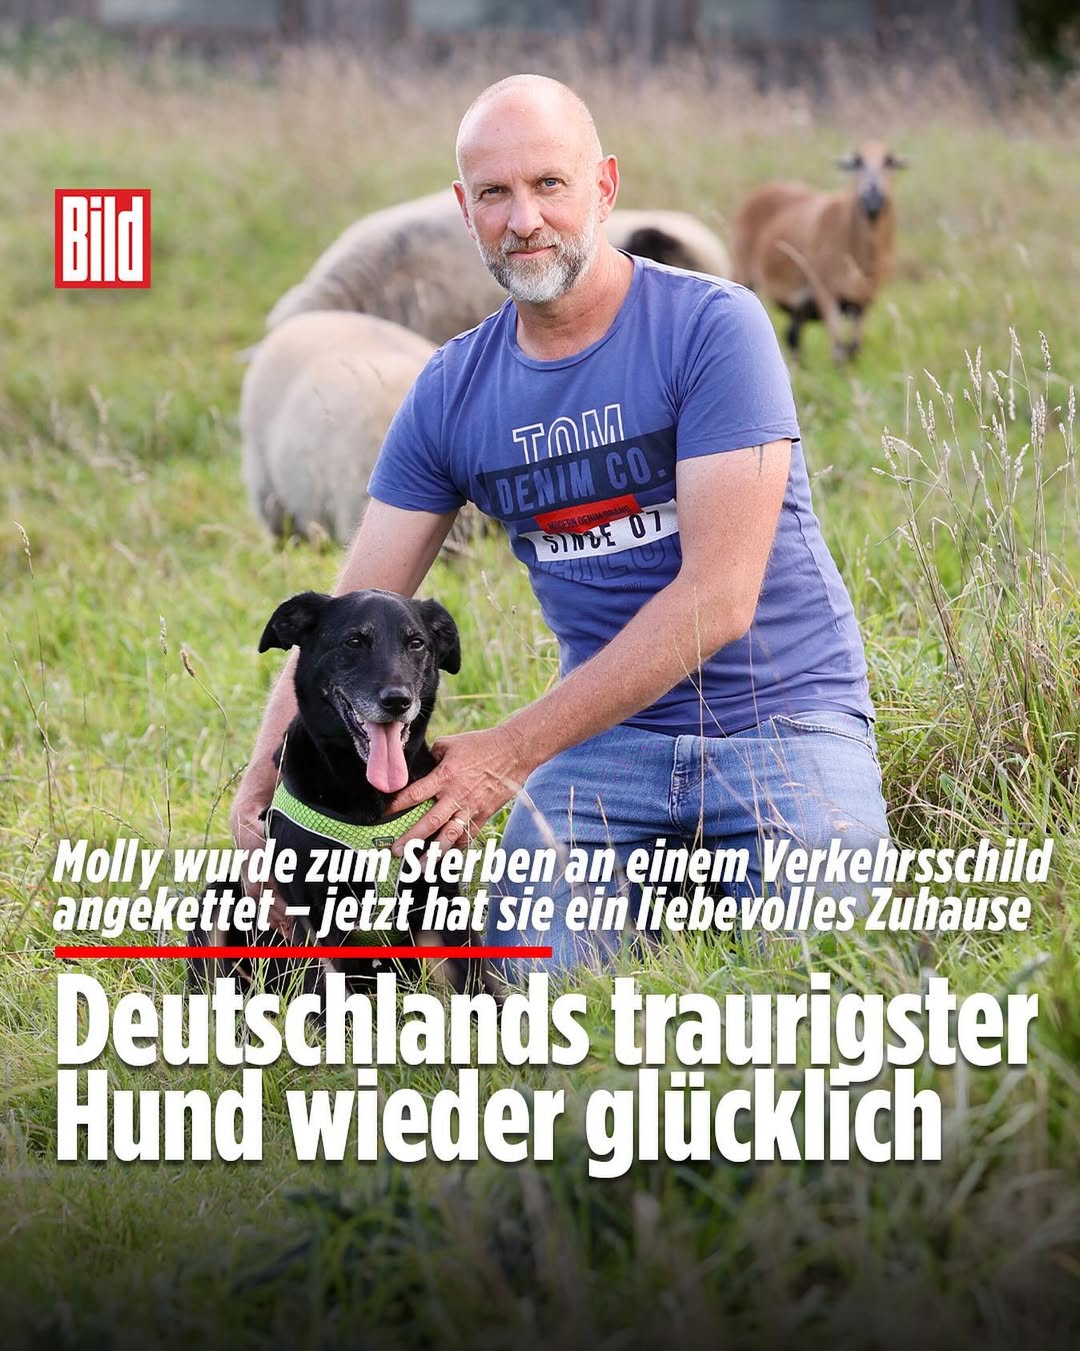 Bild
TOM
DENIM CO.
MODERN DENIM BRAND
SINCE 07
Molly wurde zum Sterben an einem Verkehrsschild
angekettet – jetzt hat sie ein liebevolles Zuhause
Deutschlands traurigster
Hund wieder glücklich